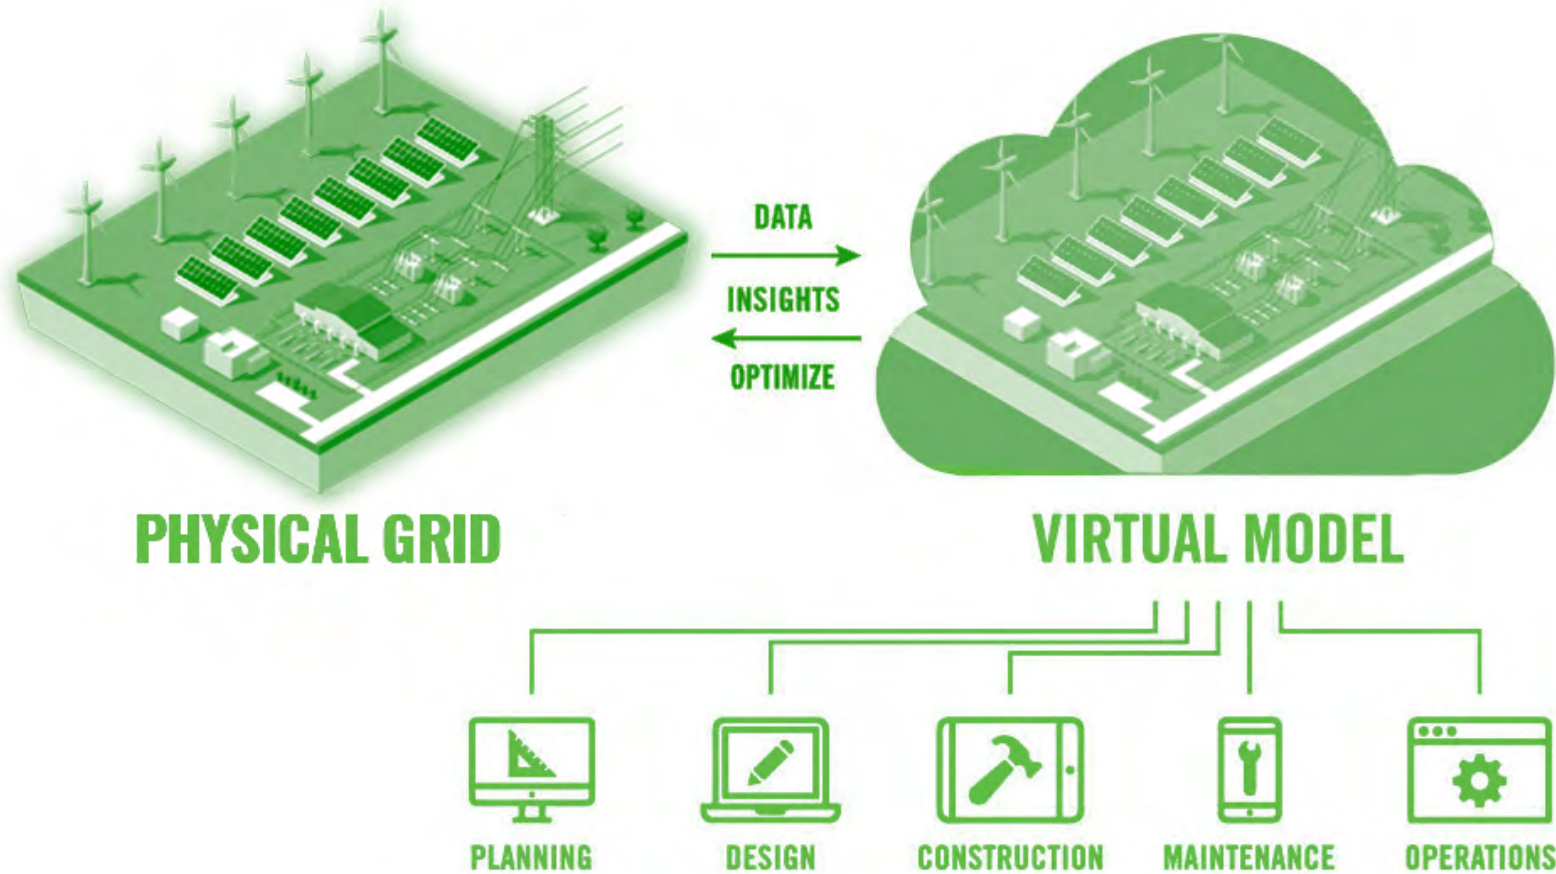 DATA
INSIGHTS
OPTIMIZE
PHYSICAL GRID
VIRTUAL MODEL
PLANNING
DESIGN
CONSTRUCTION
MAINTENANCE
OPERATIONS